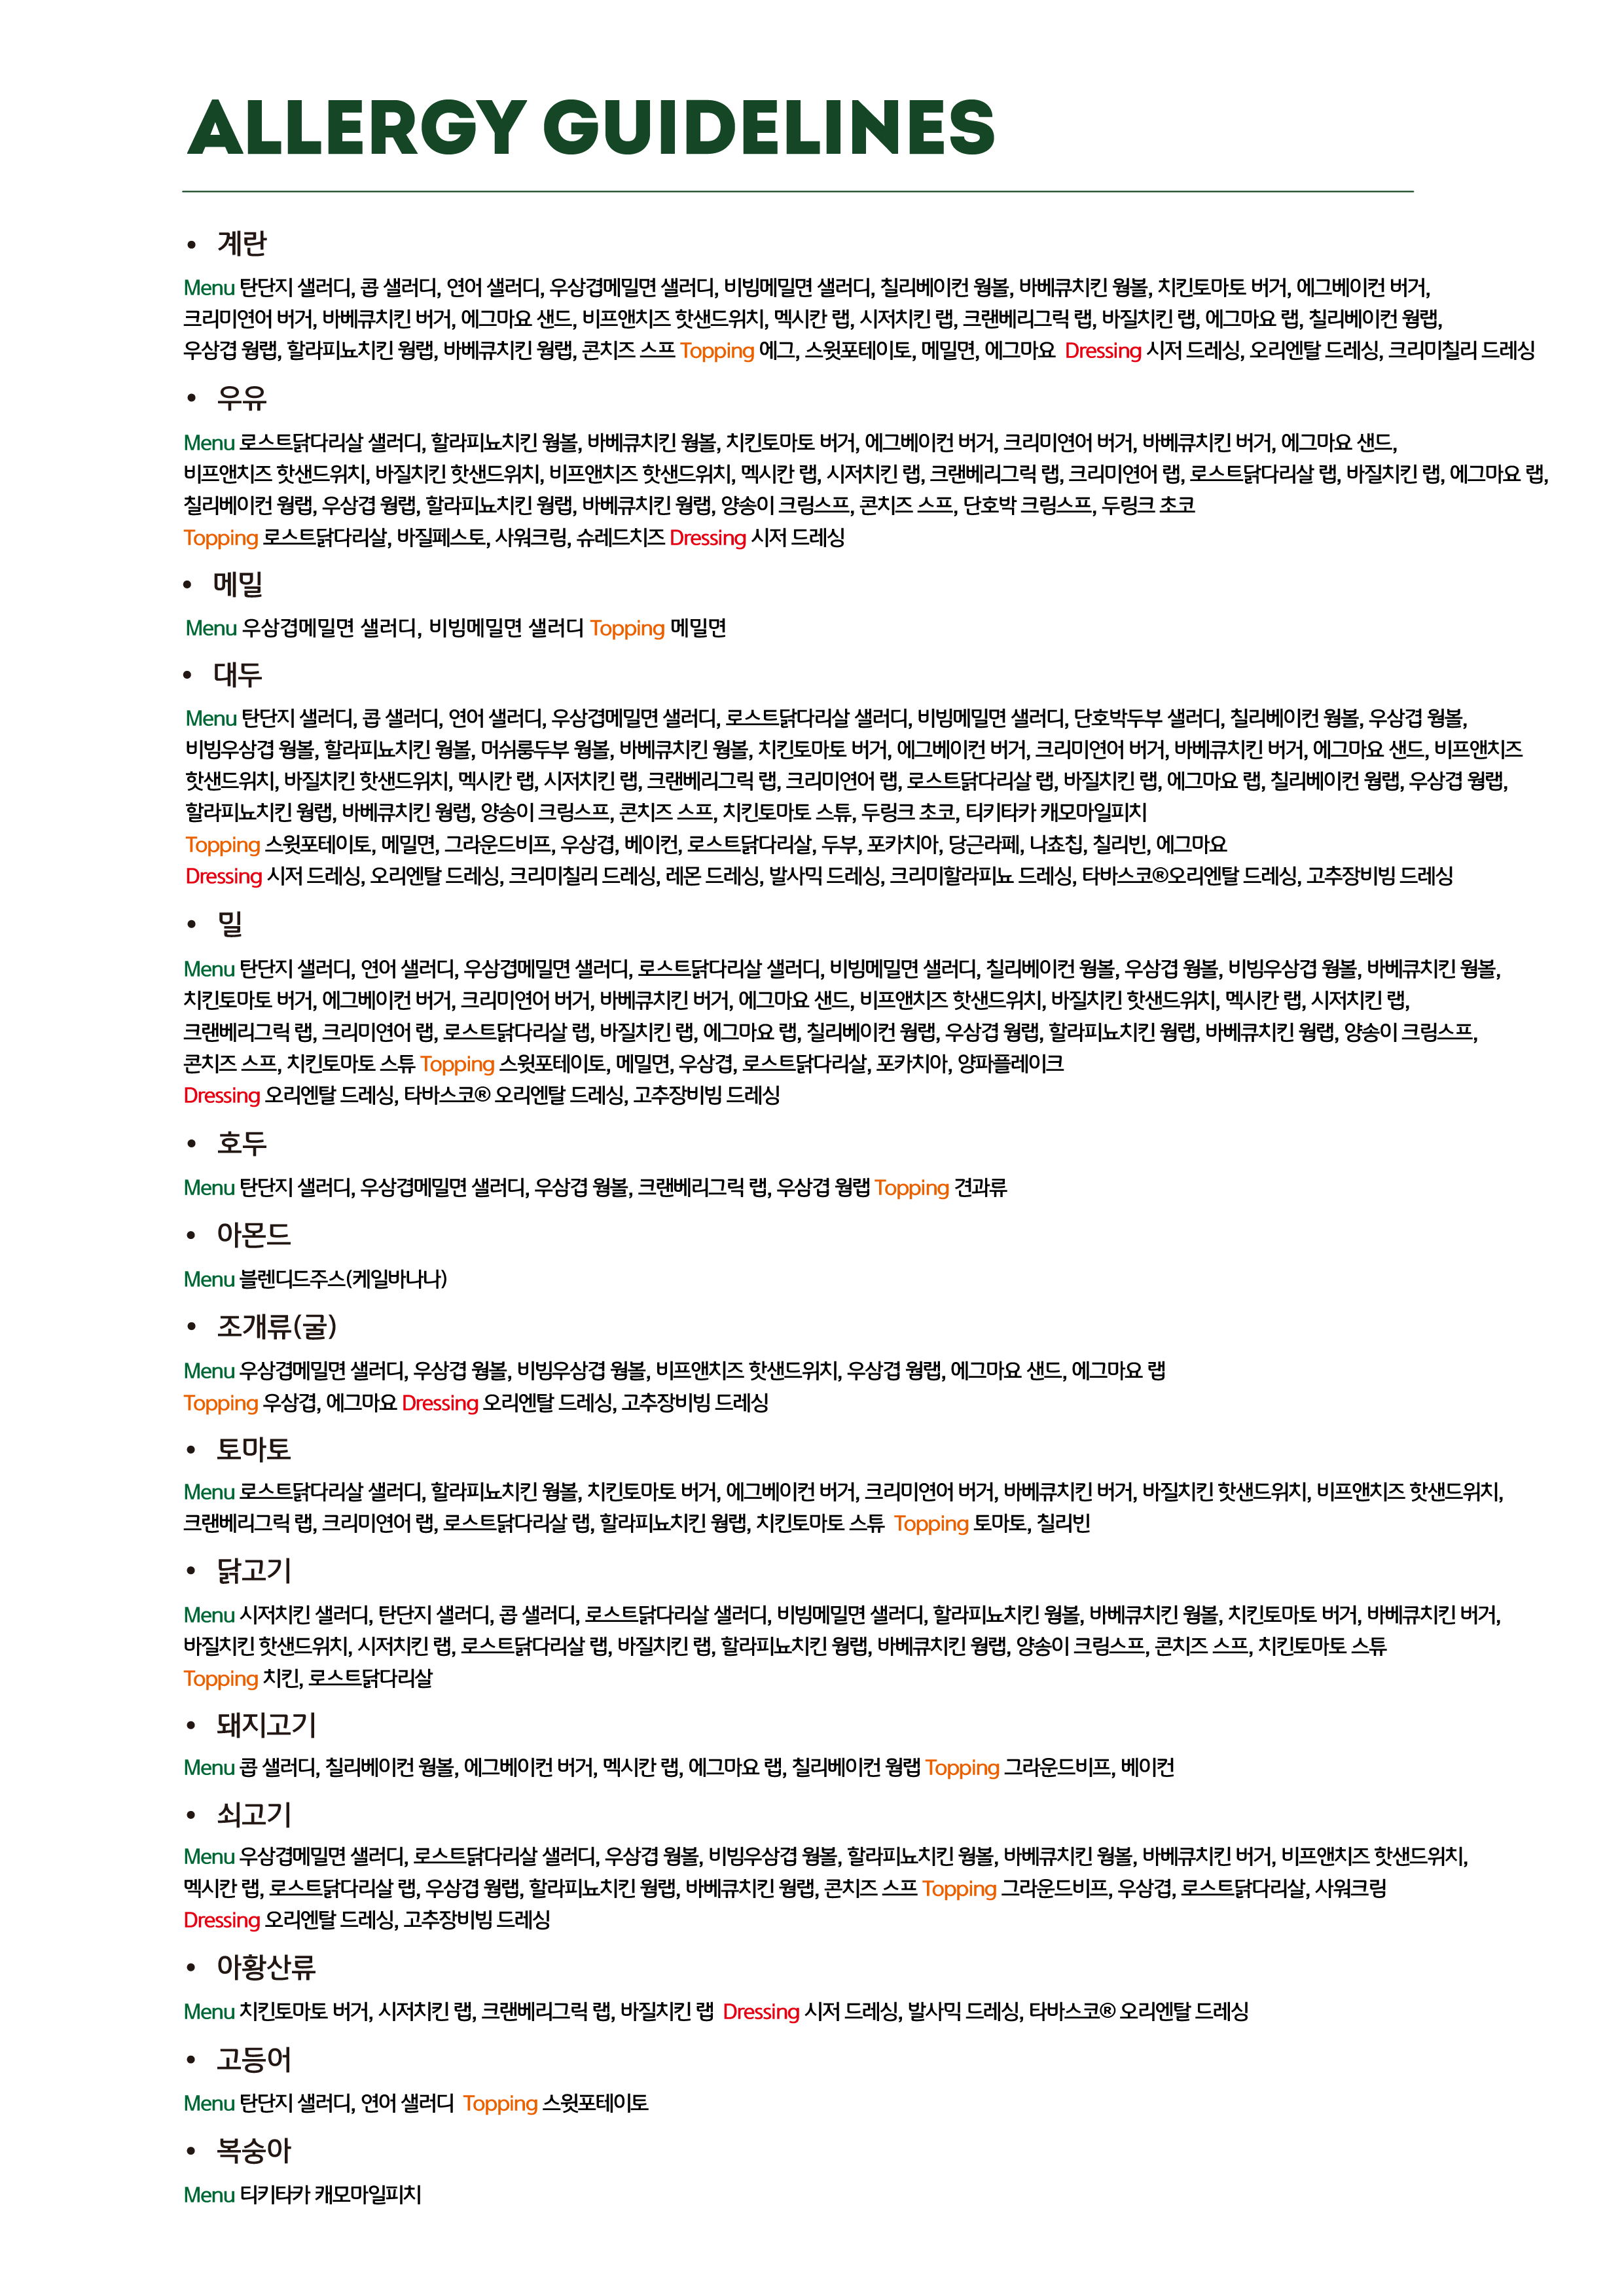 ALLERGY GUIDELINES
• 계란
Menu 탄단지 샐러디, 콥 샐러디, 연어 샐러디, 우삼겹메밀면 샐러디, 비빔메밀면 샐러디, 칠리베이컨 웜볼, 바베큐치킨 웜볼, 치킨토마토 버거, 에그베이컨 버거,
크리미연어 버거, 바베큐치킨 버거, 에그마요 샌드, 비프앤치즈 핫샌드위치, 멕시칸 랩, 시저치킨 랩, 크랜베리그릭 랩, 바질치킨 랩, 에그마요 랩, 칠리베이컨 웜랩,
우삼겹 웜랩, 할라피뇨치킨 웜랩, 바베큐치킨 웜랩, 콘치즈 스프 Topping 에그, 스윗포테이토, 메밀면, 에그마요 Dressing 시저 드레싱, 오리엔탈 드레싱, 크리미칠리 드레싱
• 우유
Menu 로스트닭다리살 샐러디, 할라피뇨치킨 웜볼, 바베큐치킨 웜볼, 치킨토마토 버거, 에그베이컨 버거, 크리미연어 버거, 바베큐치킨 버거, 에그마요 샌드,
비프앤치즈 핫샌드위치, 바질치킨 핫샌드위치, 비프앤치즈 핫샌드위치, 멕시칸 랩, 시저치킨 랩, 크랜베리그릭 랩, 크리미연어 랩, 로스트닭다리살 랩, 바질치킨 랩, 에그마요 랩,
칠리베이컨 웜랩, 우삼겹 웜랩, 할라피뇨치킨 웜랩, 바베큐치킨 웜랩, 양송이 크림스프, 콘치즈 스프, 단호박 크림스프, 두링크 초코
Topping 로스트닭다리살, 바질페스토, 사워크림, 슈레드치즈 Dressing 시저 드레싱
• 메밀
Menu 우삼겹메밀면 샐러디, 비빔메밀면 샐러디 Topping 메밀면
• 대두
Menu 탄단지 샐러디, 콥 샐러디, 연어 샐러디, 우삼겹메밀면 샐러디, 로스트닭다리살 샐러디, 비빔메밀면 샐러디, 단호박두부 샐러디, 칠리베이컨 웜볼, 우삼겹 웜볼,
비빔우삼겹 웜볼, 할라피뇨치킨 웜볼, 머쉬룸두부 웜볼, 바베큐치킨 웜볼, 치킨토마토 버거, 에그베이컨 버거, 크리미연어 버거, 바베큐치킨 버거, 에그마요 샌드, 비프앤치즈
핫샌드위치, 바질치킨 핫샌드위치, 멕시칸 랩, 시저치킨 랩, 크랜베리그릭 랩, 크리미연어 랩, 로스트닭다리살 랩, 바질치킨 랩, 에그마요 랩, 칠리베이컨 웜랩, 우삼겹 웜랩,
할라피뇨치킨 웜랩, 바베큐치킨 웜랩, 양송이 크림스프, 콘치즈 스프, 치킨토마토 스튜, 두링크 초코, 티키타카 캐모마일피치
Topping 스윗포테이토, 메밀면, 그라운드비프, 우삼겹, 베이컨, 로스트닭다리살, 두부, 포카치아, 당근라페, 나쵸칩, 칠리빈, 에그마요
Dressing 시저 드레싱, 오리엔탈 드레싱, 크리미칠리 드레싱, 레몬 드레싱, 발사믹 드레싱, 크리미할라피뇨 드레싱, 타바스코®오리엔탈 드레싱, 고추장비빔 드레싱
• 밀
Menu 탄단지 샐러디, 연어 샐러디, 우삼겹메밀면 샐러디, 로스트닭다리살 샐러디, 비빔메밀면 샐러디, 칠리베이컨 웜볼, 우삼겹 웜볼, 비빔우삼겹 웜볼, 바베큐치킨 웜볼,
치킨토마토 버거, 에그베이컨 버거, 크리미연어 버거, 바베큐치킨 버거, 에그마요 샌드, 비프앤치즈 핫샌드위치, 바질치킨 핫샌드위치, 멕시칸 랩, 시저치킨 랩,
크랜베리그릭 랩, 크리미연어 랩, 로스트닭다리살 랩, 바질치킨 랩, 에그마요 랩, 칠리베이컨 웜랩, 우삼겹 웜랩, 할라피뇨치킨 웜랩, 바베큐치킨 웜랩, 양송이 크림스프,
콘치즈 스프, 치킨토마토 스튜 Topping 스윗포테이토, 메밀면, 우삼겹, 로스트닭다리살, 포카치아, 양파플레이크
Dressing 오리엔탈 드레싱, 타바스코® 오리엔탈 드레싱, 고추장비빔 드레싱
• 호두
Menu 탄단지 샐러디, 우삼겹메밀면 샐러디, 우삼겹 웜볼, 크랜베리그릭 랩, 우삼겹 웜랩 Topping 견과류
• 아몬드
Menu 블렌디드주스(케일바나나)
• 조개류(굴)
Menu 우삼겹메밀면 샐러디, 우삼겹 웜볼, 비빔우삼겹 웜볼, 비프앤치즈 핫샌드위치, 우삼겹 웜랩, 에그마요 샌드, 에그마요 랩
Topping 우삼겹, 에그마요 Dressing 오리엔탈 드레싱, 고추장비빔 드레싱
• 토마토
Menu 로스트닭다리살 샐러디, 할라피뇨치킨 웜볼, 치킨토마토 버거, 에그베이컨 버거, 크리미연어 버거, 바베큐치킨 버거, 바질치킨 핫샌드위치, 비프앤치즈 핫샌드위치,
크랜베리그릭 랩, 크리미연어 랩, 로스트닭다리살 랩, 할라피뇨치킨 웜랩, 치킨토마토 스튜 Topping 토마토, 칠리빈
• 닭고기
Menu 시저치킨 샐러디, 탄단지 샐러디, 콥 샐러디, 로스트닭다리살 샐러디, 비빔메밀면 샐러디, 할라피뇨치킨 웜볼, 바베큐치킨 웜볼, 치킨토마토 버거, 바베큐치킨 버거,
바질치킨 핫샌드위치, 시저치킨 랩, 로스트닭다리살 랩, 바질치킨 랩, 할라피뇨치킨 웜랩, 바베큐치킨 웜랩, 양송이 크림스프, 콘치즈 스프, 치킨토마토 스튜
Topping 치킨, 로스트닭다리살
• 돼지고기
Menu 콥 샐러디, 칠리베이컨 웜볼, 에그베이컨 버거, 멕시칸 랩, 에그마요 랩, 칠리베이컨 웜랩 Topping 그라운드비프, 베이컨
• 쇠고기
Menu 우삼겹메밀면 샐러디, 로스트닭다리살 샐러디, 우삼겹 웜볼, 비빔우삼겹 웜볼, 할라피뇨치킨 웜볼, 바베큐치킨 웜볼, 바베큐치킨 버거, 비프앤치즈 핫샌드위치,
멕시칸 랩, 로스트닭다리살 랩, 우삼겹 웜랩, 할라피뇨치킨 웜랩, 바베큐치킨 웜랩, 콘치즈 스프 Topping 그라운드비프, 우삼겹, 로스트닭다리살, 사워크림
Dressing 오리엔탈 드레싱, 고추장비빔 드레싱
• 아황산류
Menu 치킨토마토 버거, 시저치킨 랩, 크랜베리그릭 랩, 바질치킨 랩 Dressing 시저 드레싱, 발사믹 드레싱, 타바스코® 오리엔탈 드레싱
• 고등어
Menu 탄단지 샐러디, 연어 샐러디 Topping 스윗포테이토
• 복숭아
Menu 티키타카 캐모마일피치